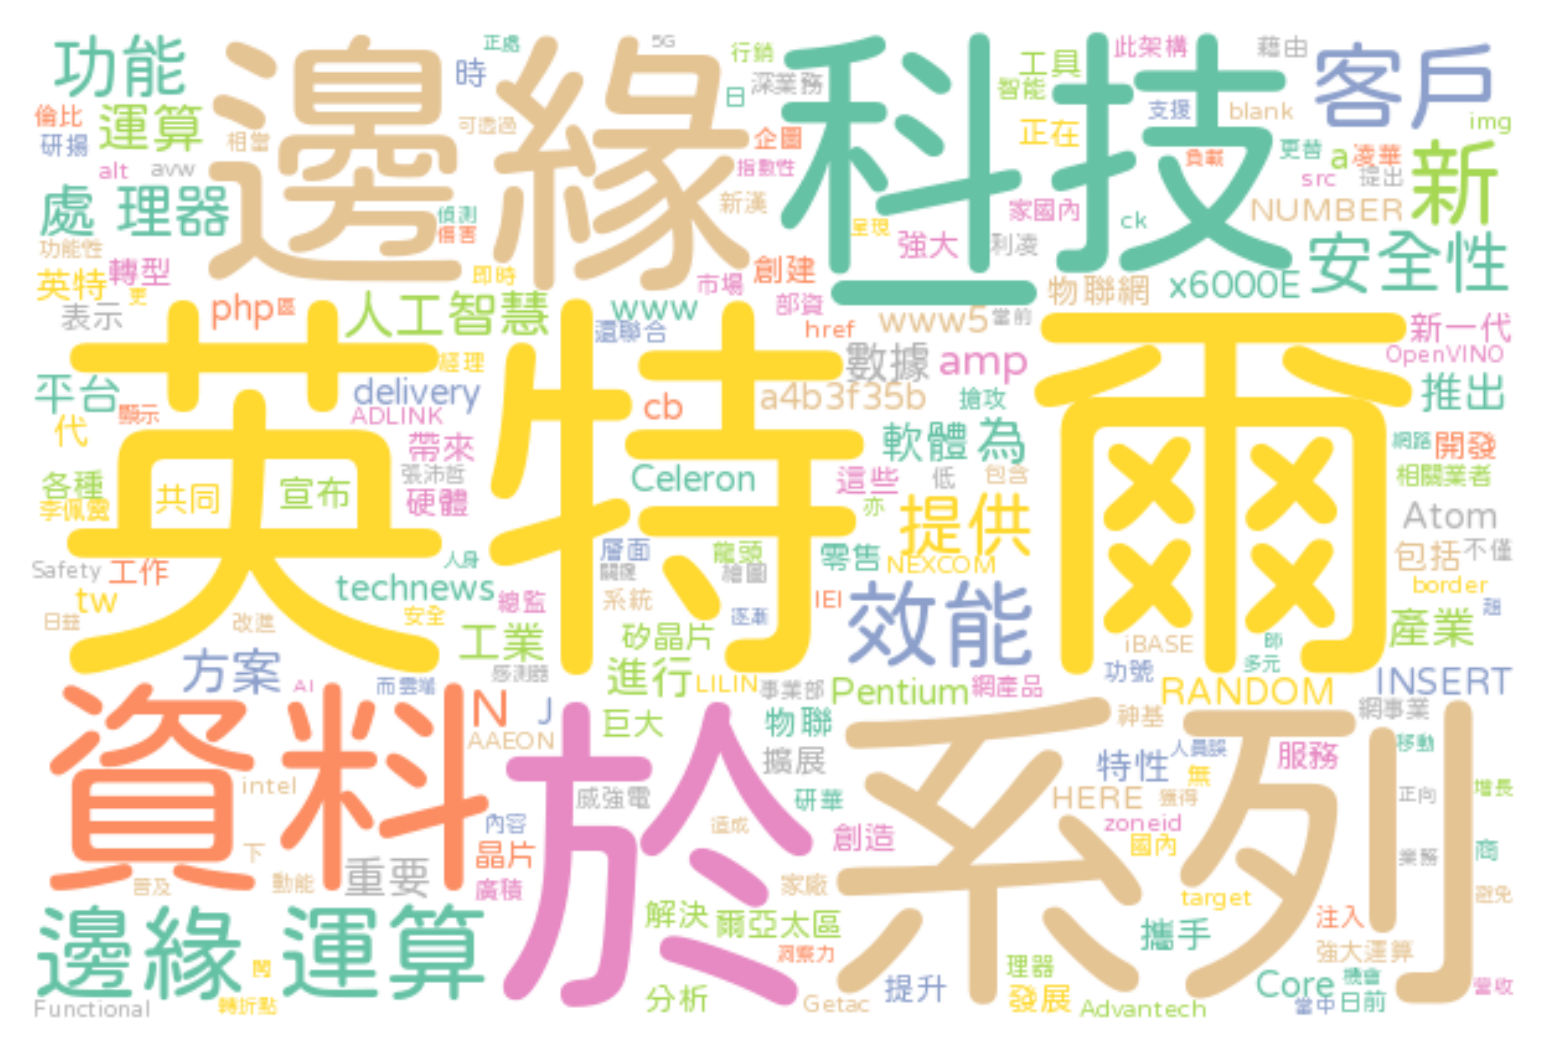 功能
邊緣
科技
客戶
正處
5G
行銷
工具
此架構
藉由
時
深業務
日
智能
支援
blank
img
倫比
運算
相當
可透過
企圖
正在
負載
更替
a
凌華
新
研揚
alt
avw
指數性
src
提出
處 理器
偵測
傷害
新漢
家國內
ck
NUMBER
功能性
呈現
強大
利凌
安全性
英特
轉型
即時
市場
創建
物聯網
x6000E
更
表示
php
區
人工智慧
www
還聯合
部資
href
www5
當前
新一代
英特爾
經理
數據
amp
OpenVINO
平台
顯示
delivery
ADLINK
cb
a4b3f35b
搶攻
推出
代
帶來
軟體
為
網路
開發
各種
張沛哲
Celeron
這些
低
包含
相關業者
李佩霙
共同
宣布
硬體
亦
提供
Atom
人身
層面
龍頭
零售
包括
不僅
Safety
工作
technews
關鍵
繪圖
NEXCOM
border
tw
總監
系統
逐漸
IEI
效能
日益
改進
安全
工業
矽晶片
iBASE
師
產業
方案
而雲端
感測器
進行
LILIN
事業部
Pentium
網產品
功號
多元
RANDOM
INSERT
資料
AI
N
J
巨大
物聯
系列
神基
網事業
AAEON
於
擴展
特性
人員誤
無
服務
移動
intel
威強電
研華
HERE
獲得
正向
增長
內容
造成
創造
zoneid
國內
下
晶片
業務
商
普及
動能
重要
廣積
家廠
target
避免
邊緣
運算
解決
爾亞太區
攜手
注入
洞察力
強大運算
理器
分析
提升
Core
機會
營收
Functional
轉折點
Getac
發展
Advantech
當中
日前